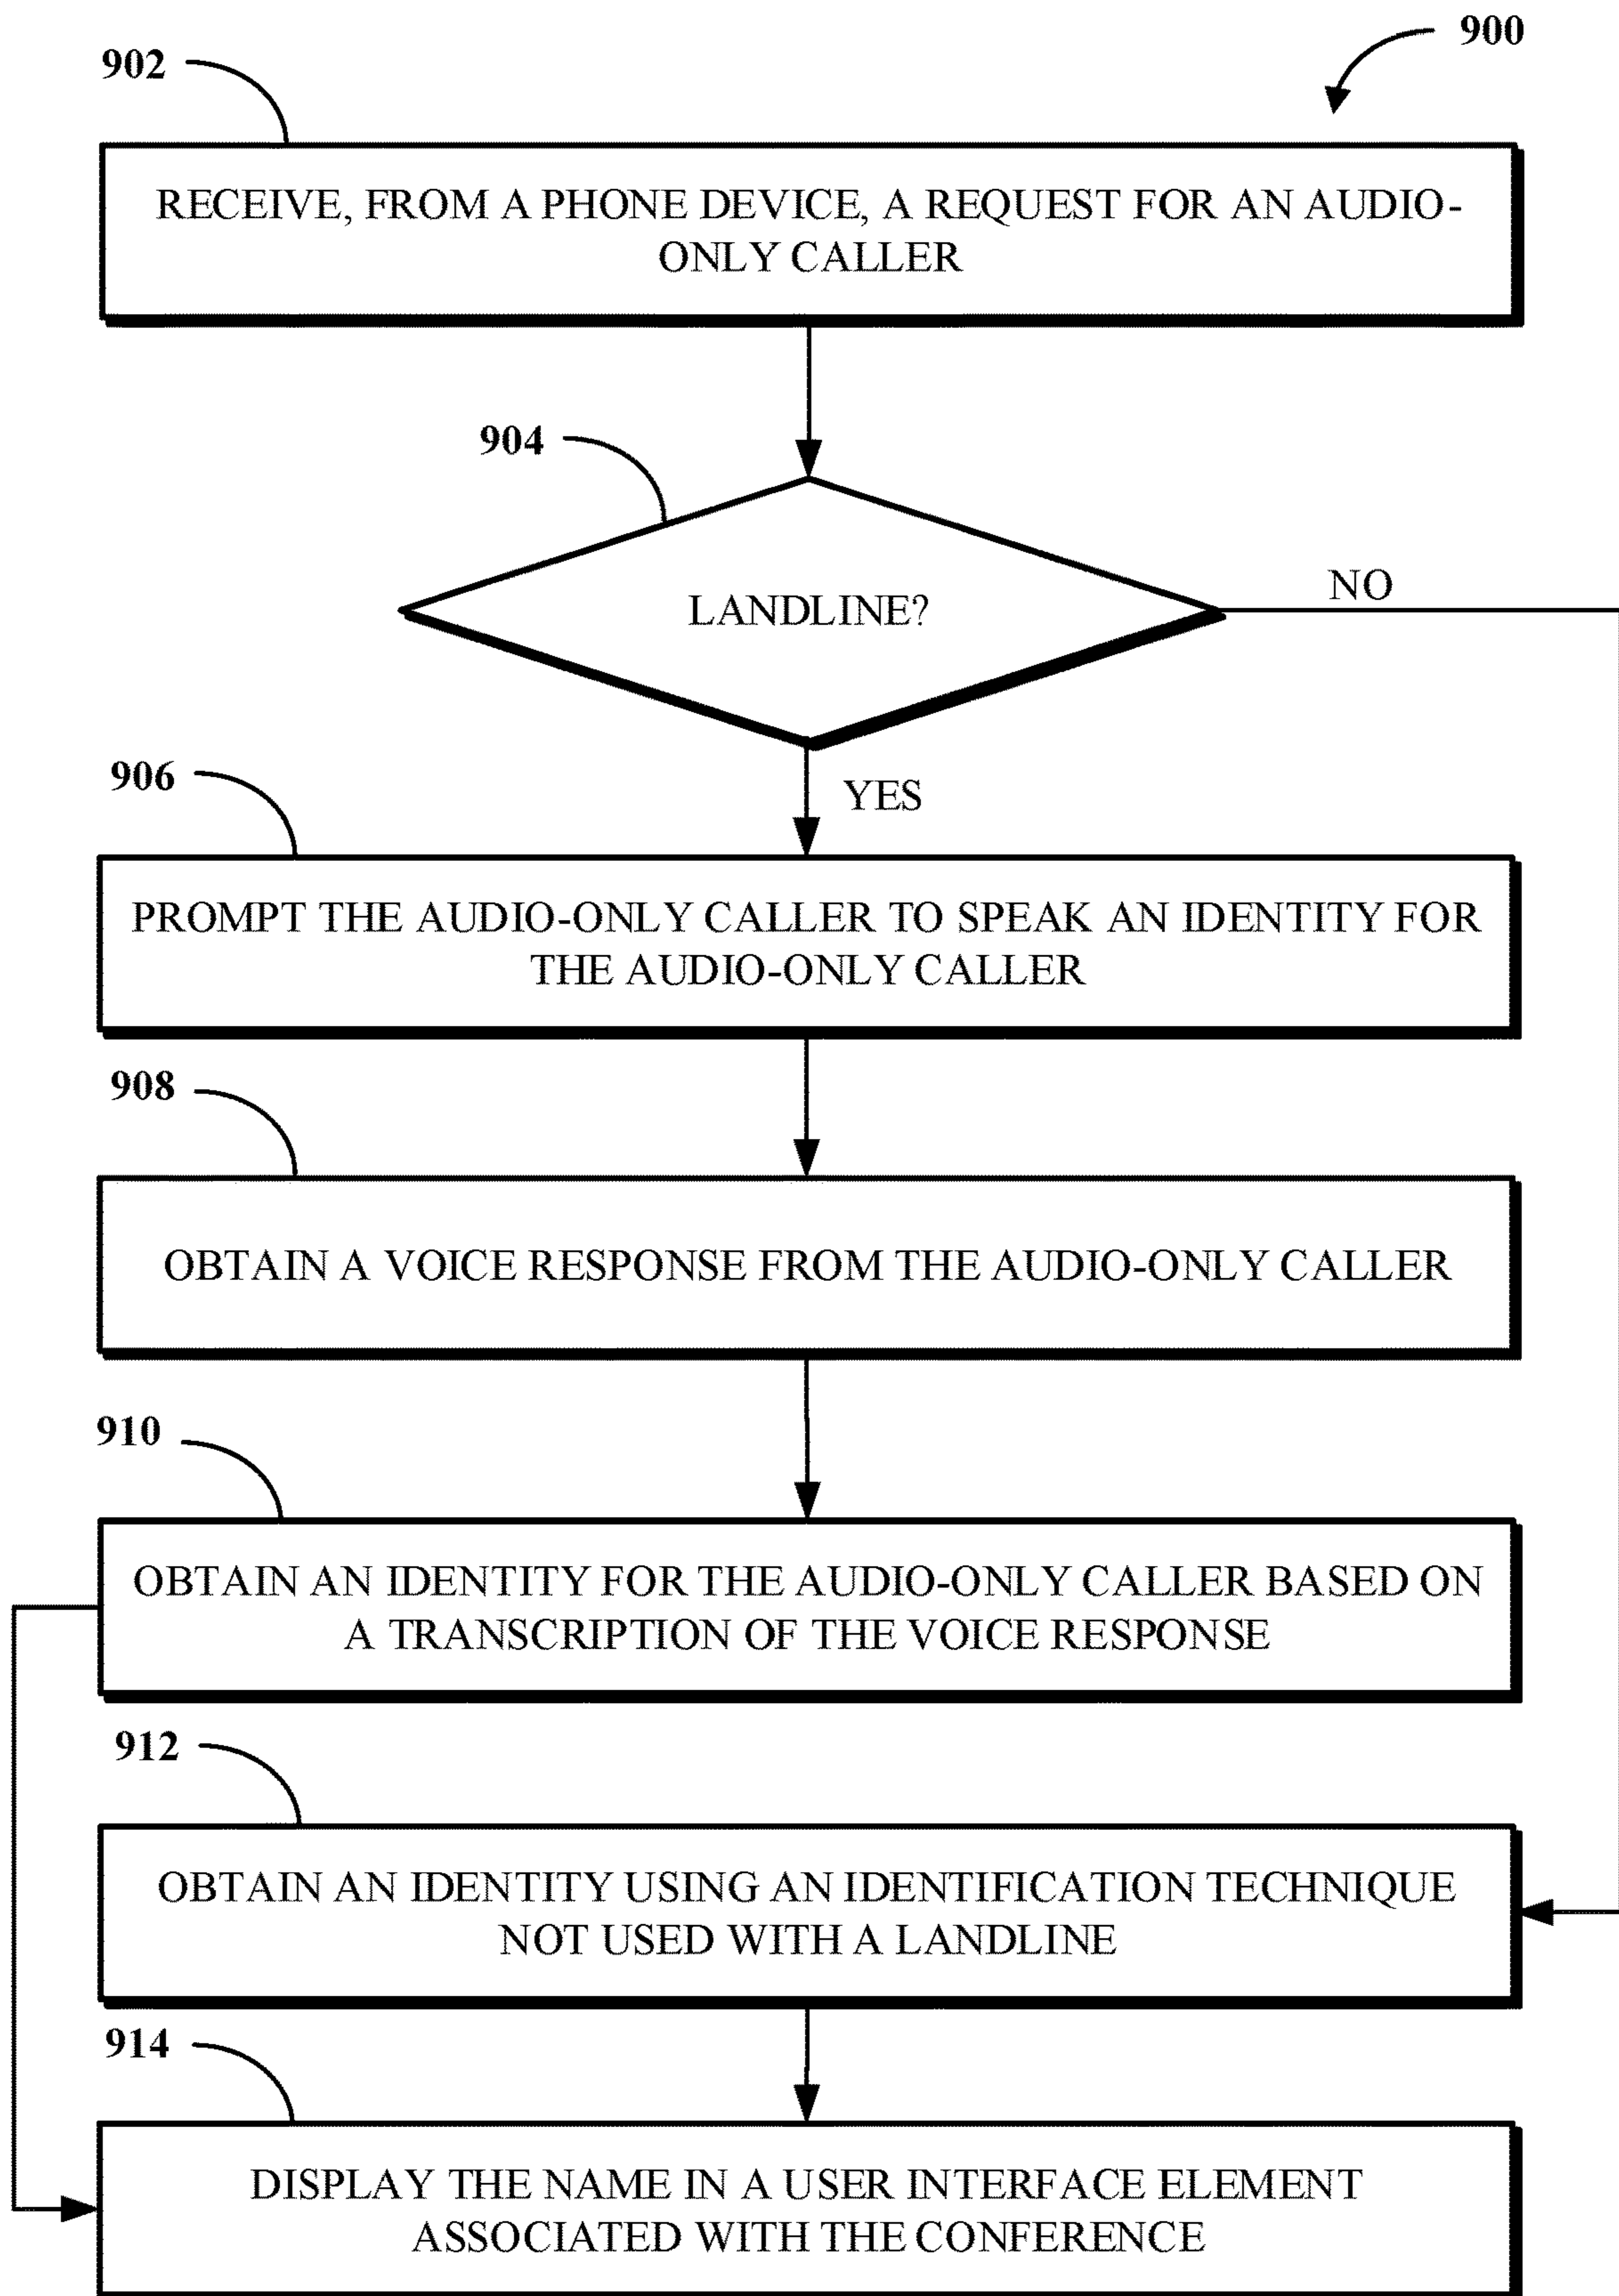 900
902
RECEIVE, FROM A PHONE DEVICE, A REQUEST FOR AN AUDIO-
ONLY CALLER
904
LANDLINE?
NO
YES
906
PROMPT THE AUDIO-ONLY CALLER TO SPEAK AN IDENTITY FOR
THE AUDIO-ONLY CALLER
908
OBTAIN A VOICE RESPONSE FROM THE AUDIO-ONLY CALLER
910
OBTAIN AN IDENTITY FOR THE AUDIO-ONLY CALLER BASED ON
A TRANSCRIPTION OF THE VOICE RESPONSE
912
OBTAIN AN IDENTITY USING AN IDENTIFICATION TECHNIQUE
NOT USED WITH A LANDLINE
914
DISPLAY THE NAME IN A USER INTERFACE ELEMENT
ASSOCIATED WITH THE CONFERENCE